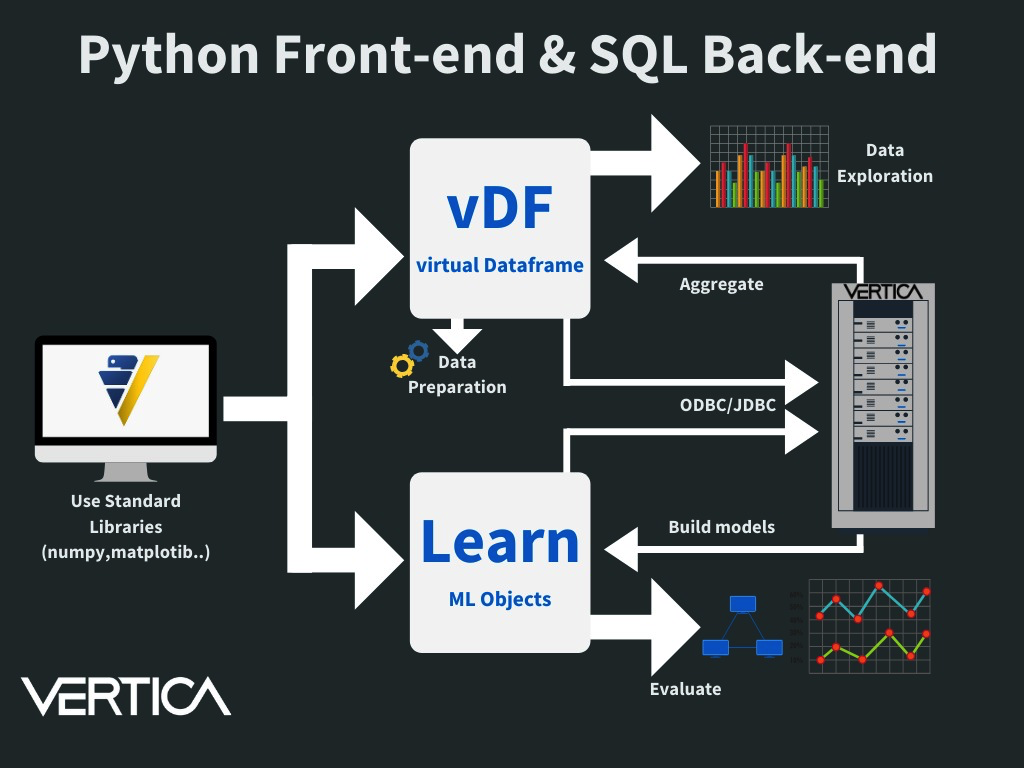 Python Front-end & SQL Back-end
vDF
virtual Dataframe
Data
Exploration
Aggregate
VERTICA
Data
Preparation
ODBC/JDBC
Use Standard
Libraries
(numpy,matplotib..)
Learn
ML Objects
Build models
Evaluate
VERTICA